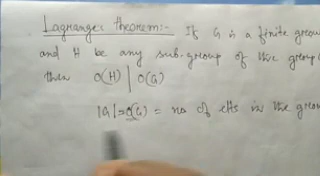 Lagranges theorem:- If G is a finite group
and H be any sub-group of the group
then O(H) | O(G)
|G| = O(G) = no of elts in the group